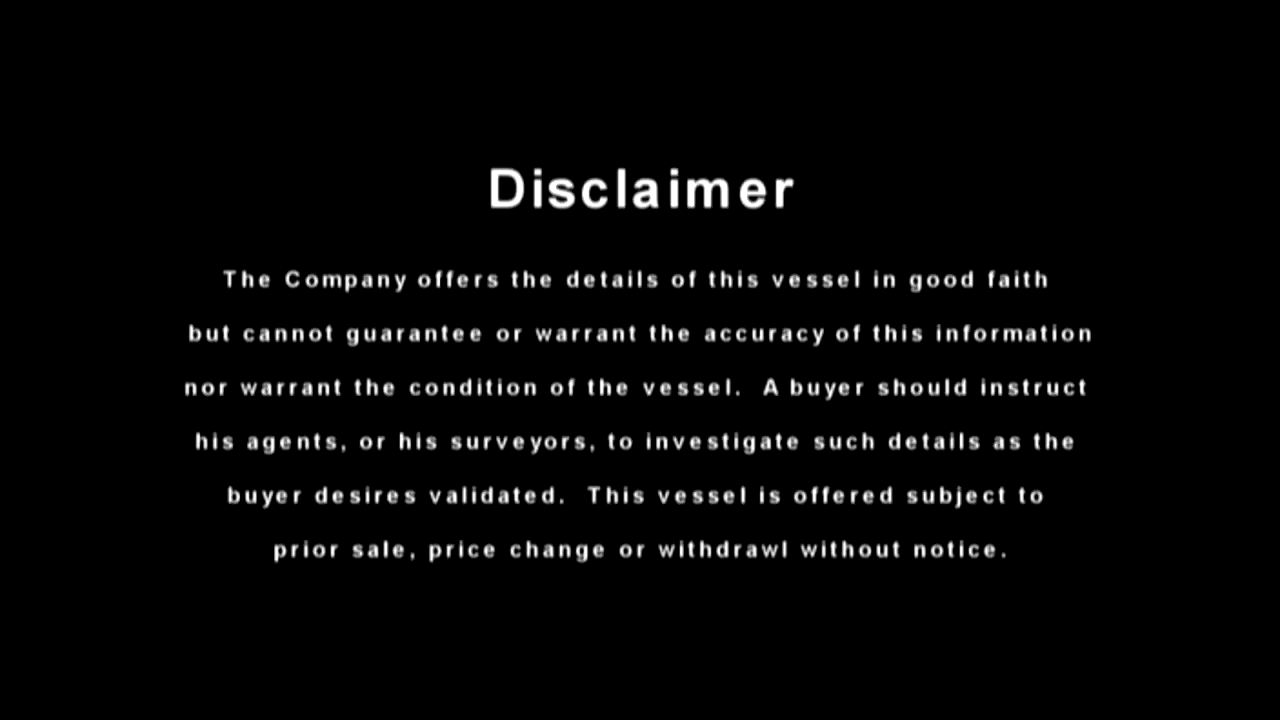 Disclaimer
The Company offers the details of this vessel in good faith
but cannot guarantee or warrant the accuracy of this information
nor warrant the condition of the vessel.  A buyer should instruct
his agents, or his surveyors, to investigate such details as the
buyer desires validated.  This vessel is offered subject to
prior sale, price change or withdrawl without notice.